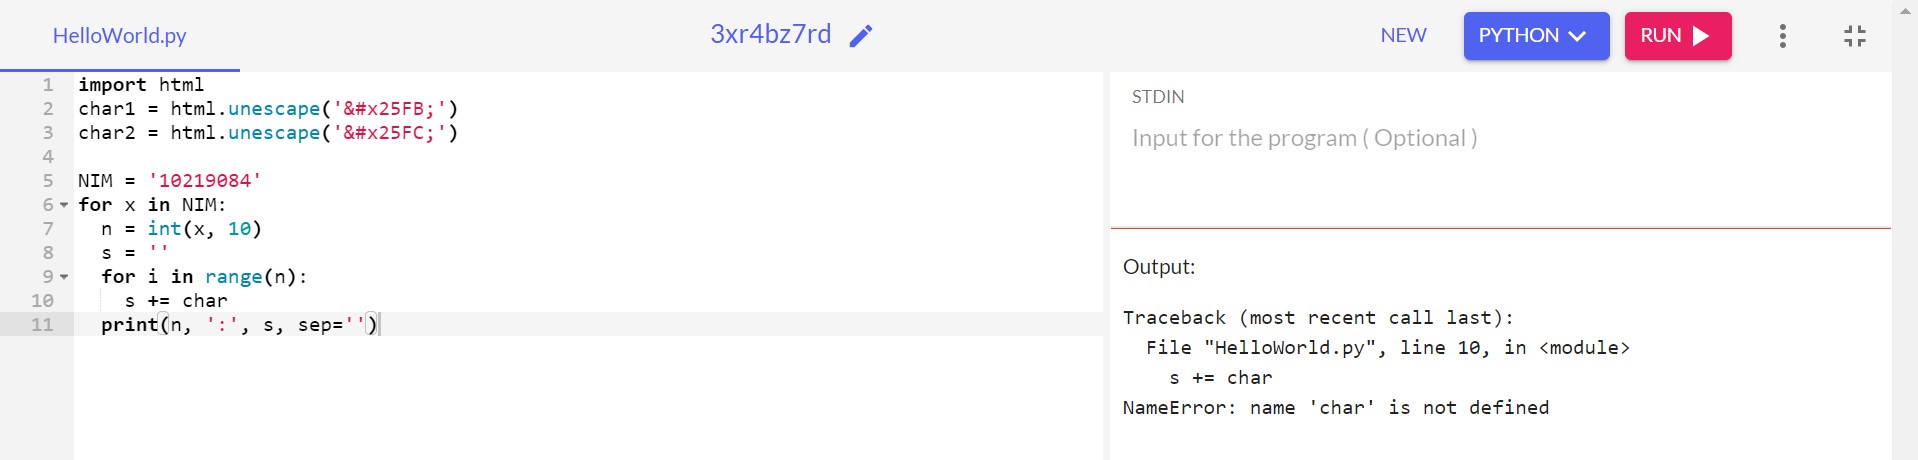 HelloWorld.py
3xr4bz7rd
NEW
PYTHON
RUN
1 import html
2 char1 = html.unescape('&#x25FB;')
3 char2 = html.unescape('&#x25FC;')
4
5 NIM = '10219084'
6 for x in NIM:
7   n = int(x, 10)
8   s = ''
9   for i in range(n):
10     s += char
11   print(n, ':', s, sep='')
STDIN
Input for the program ( Optional )
Output:
Traceback (most recent call last):
  File "HelloWorld.py", line 10, in <module>
    s += char
NameError: name 'char' is not defined